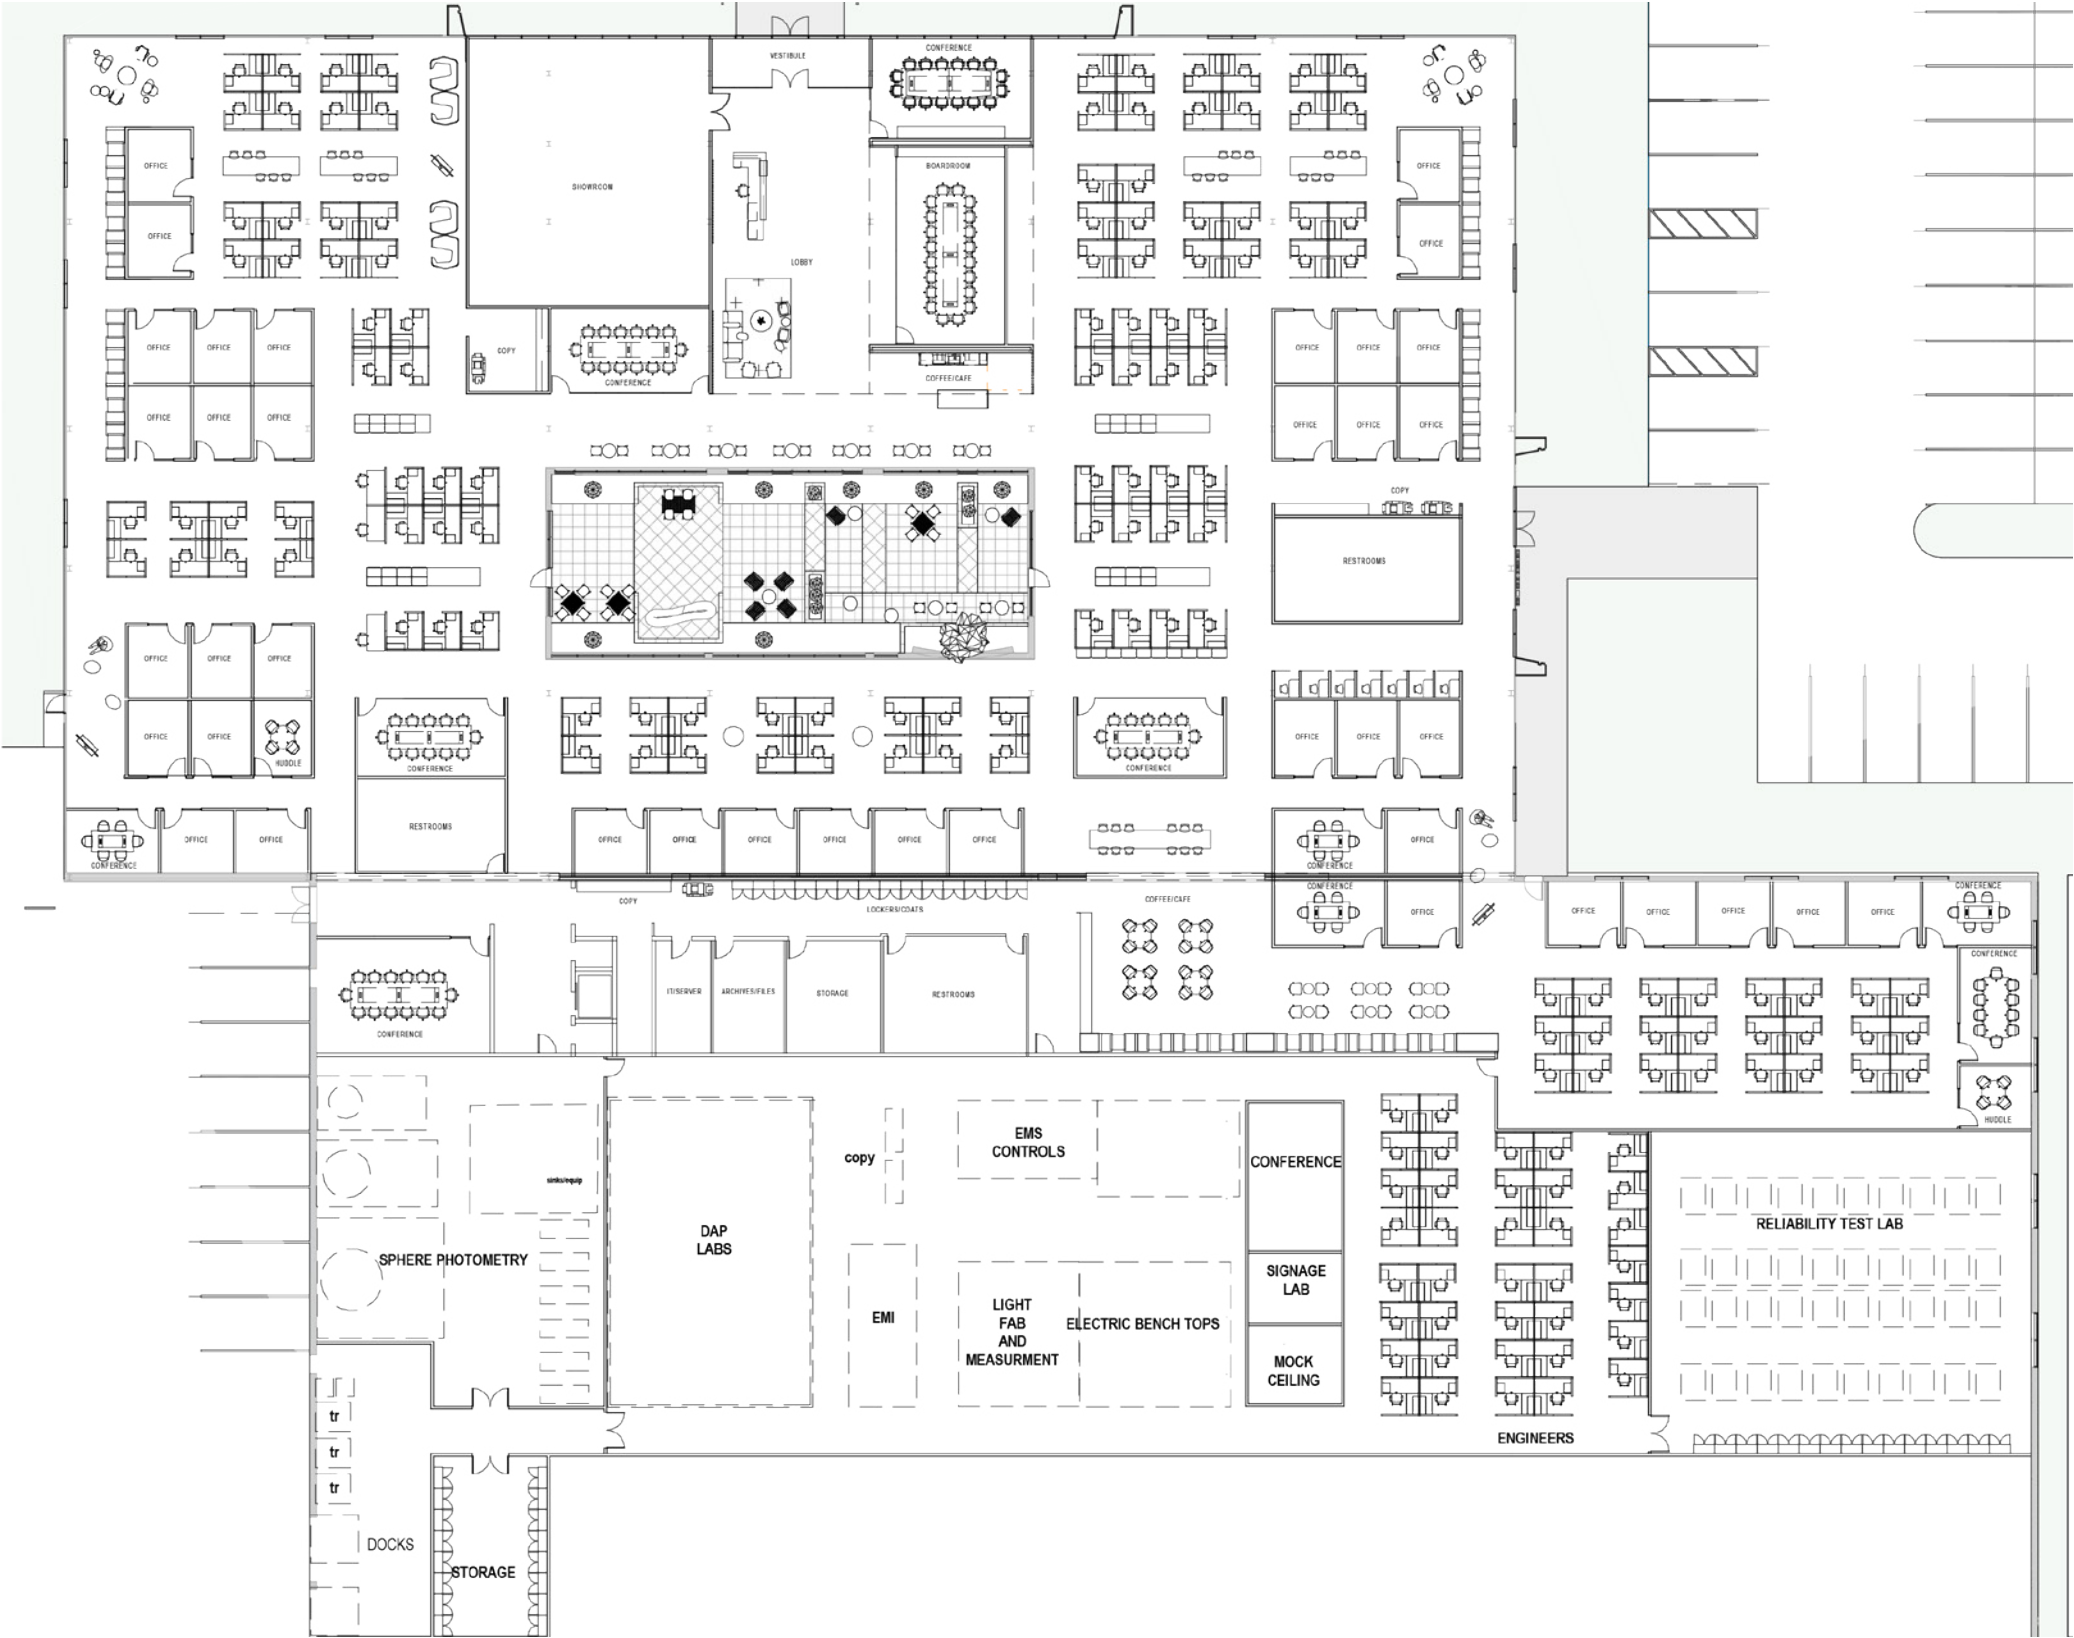 CONFERENCE
VESTIBULE
OFFICE
SHOWROOM
BOARDROOM
OFFICE
OFFICE
OFFICE
LOBBY
OFFICE
OFFICE
OFFICE
COPY
CONFERENCE
COFFEE/CAFE
OFFICE
OFFICE
OFFICE
OFFICE
OFFICE
OFFICE
OFFICE
OFFICE
OFFICE
COPY
RESTROOMS
OFFICE
OFFICE
OFFICE
OFFICE
OFFICE
HUDDLE
CONFERENCE
CONFERENCE
OFFICE
OFFICE
OFFICE
CONFERENCE
OFFICE
OFFICE
RESTROOMS
OFFICE
OFFICE
OFFICE
OFFICE
OFFICE
OFFICE
CONFERENCE
OFFICE
COPY
LOCKERS/COATS
COFFEE/CAFE
CONFERENCE
OFFICE
OFFICE
OFFICE
OFFICE
OFFICE
OFFICE
CONFERENCE
CONFERENCE
CONFERENCE
IT/SERVER
ARCHIVES/FILES
STORAGE
RESTROOMS
HUDDLE
sinks/equip
SPHERE PHOTOMETRY
DAP
LABS
copy
EMS
CONTROLS
CONFERENCE
EMI
LIGHT
FAB
AND
MEASURMENT
ELECTRIC BENCH TOPS
SIGNAGE
LAB
MOCK
CEILING
RELIABILITY TEST LAB
ENGINEERS
tr
tr
tr
DOCKS
STORAGE